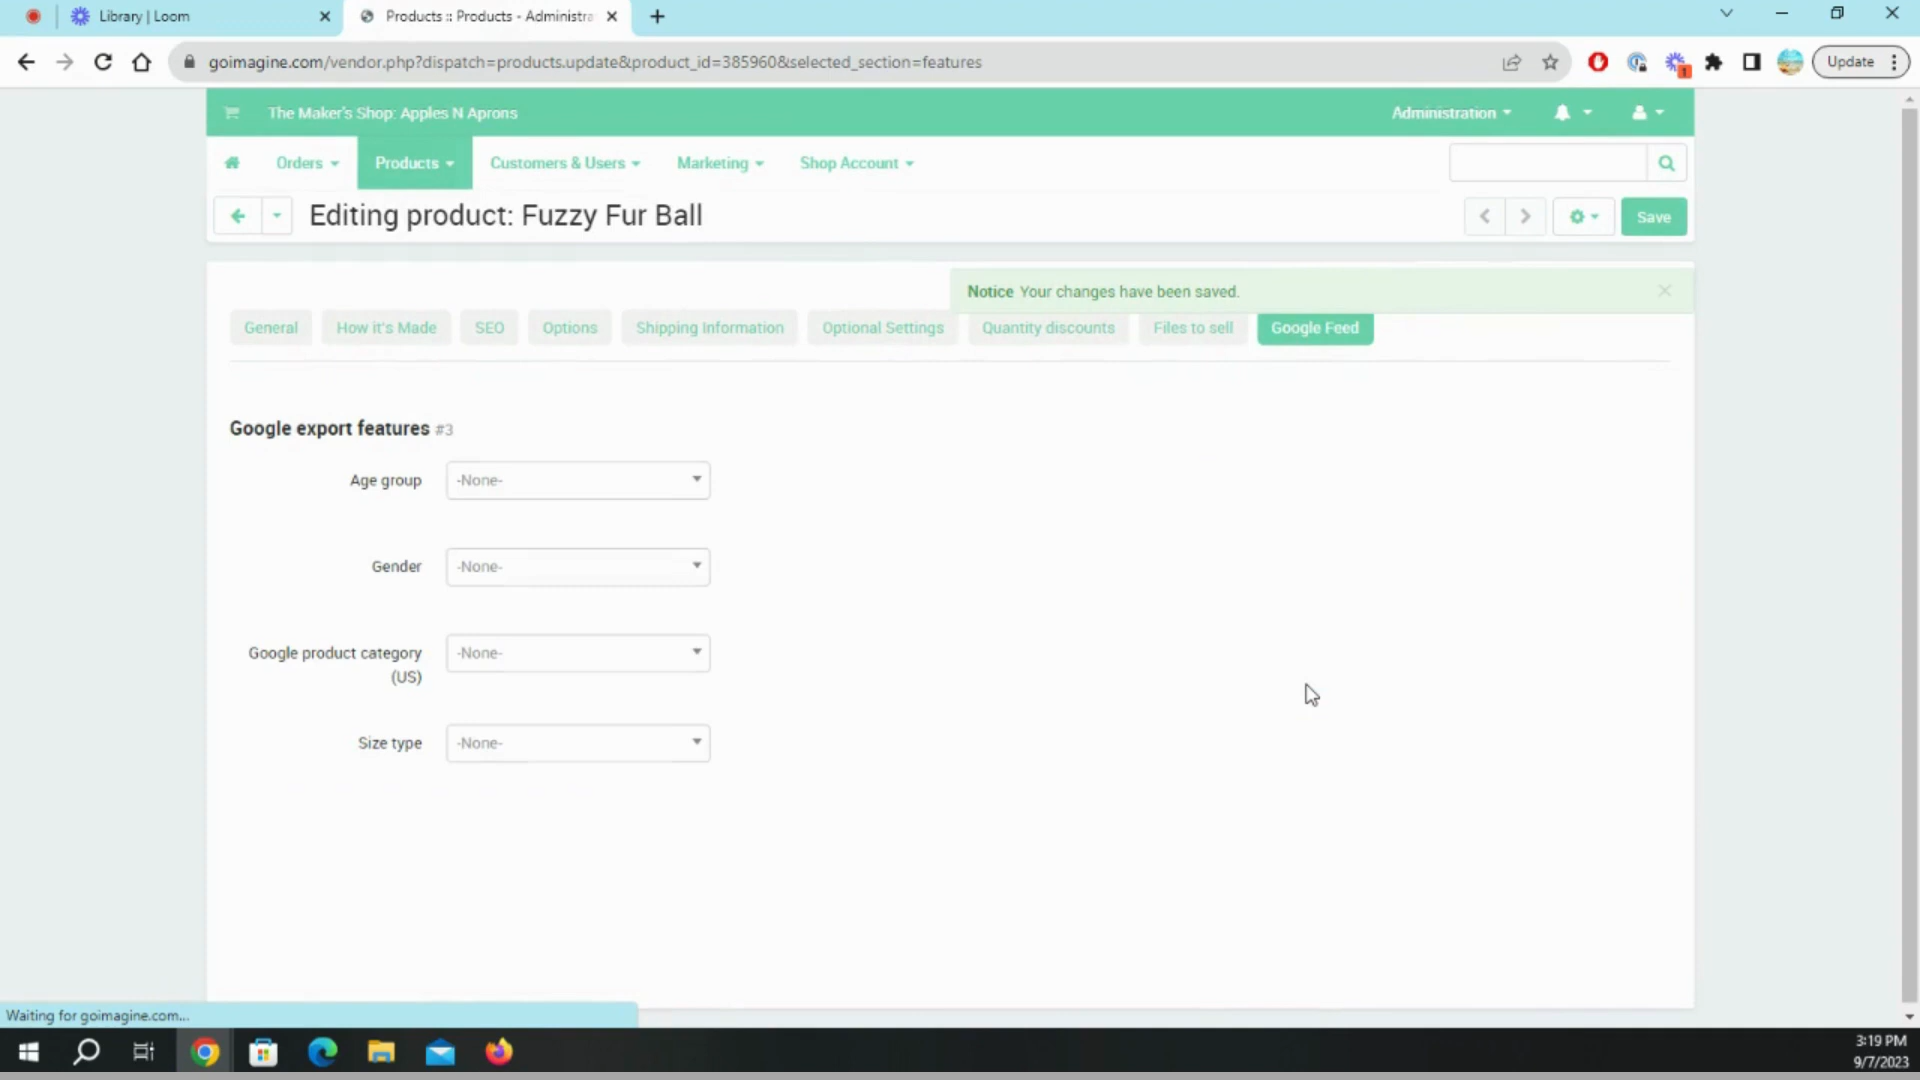 Library | Loom
Products :: Products - Administra
goimagine.com/vendor.php?dispatch=products.update&product_id=385960&selected_section=features
1
Update
The Maker's Shop: Apples N Aprons
Administration
Orders
Products
Customers & Users
Marketing
Shop Account
Editing product: Fuzzy Fur Ball
Save
Notice Your changes have been saved.
General
How it's Made
SEO
Options
Shipping Information
Optional Settings
Quantity discounts
Files to sell
Google Feed
Google export features #3
Age group
-None-
Gender
-None-
Google product category
(US)
-None-
Size type
-None-
Waiting for goimagine.com...
3:19 PM
9/7/2023